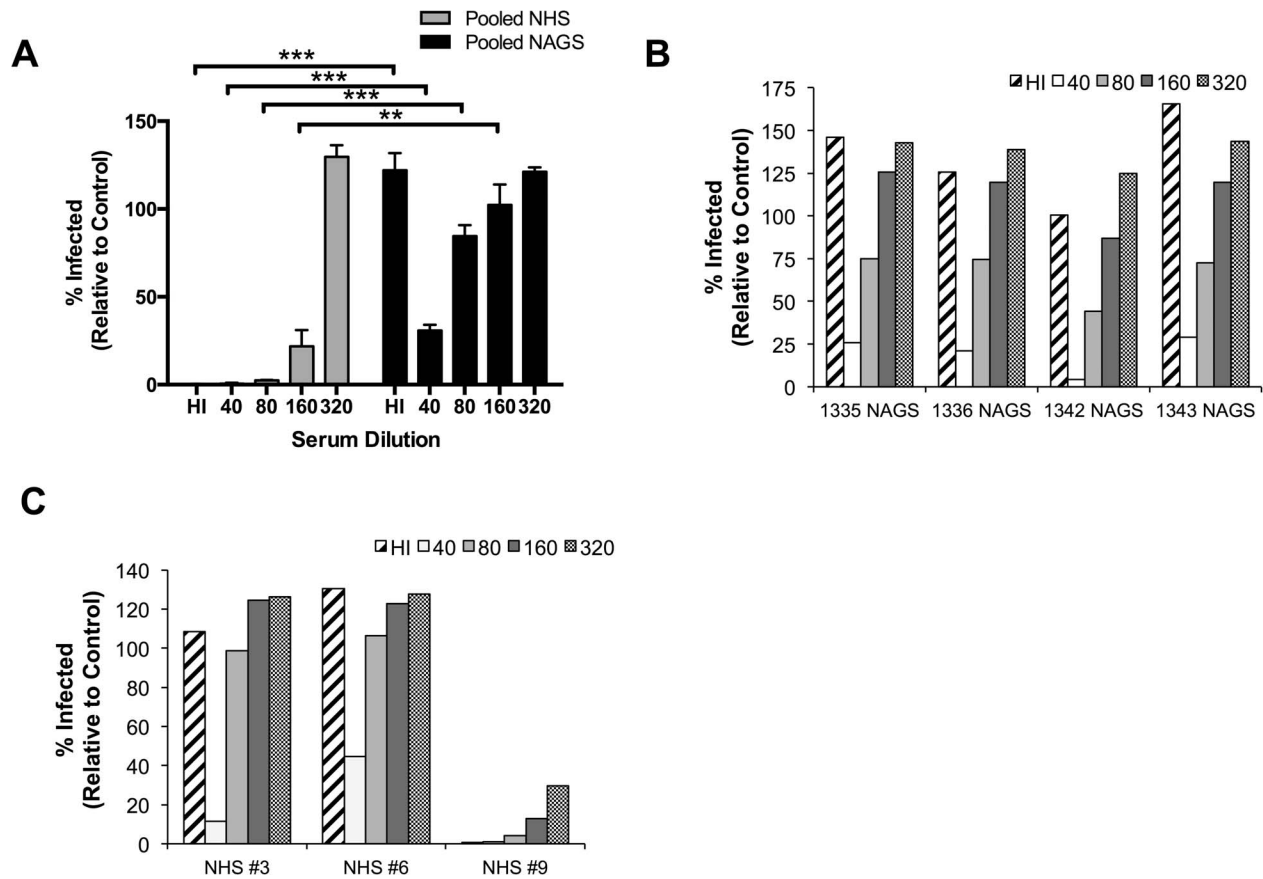 A
Pooled NHS
Pooled NAGS
***
***
***
**
% Infected
(Relative to Control)
150
100
50
0
HI 40 80 160 320 HI 40 80 160 320
Serum Dilution
B
HI 40 80 160 320
% Infected
(Relative to Control)
175
150
125
100
75
50
25
0
1335 NAGS 1336 NAGS 1342 NAGS 1343 NAGS
C
HI 40 80 160 320
% Infected
(Relative to Control)
140
120
100
80
60
40
20
0
NHS #3 NHS #6 NHS #9